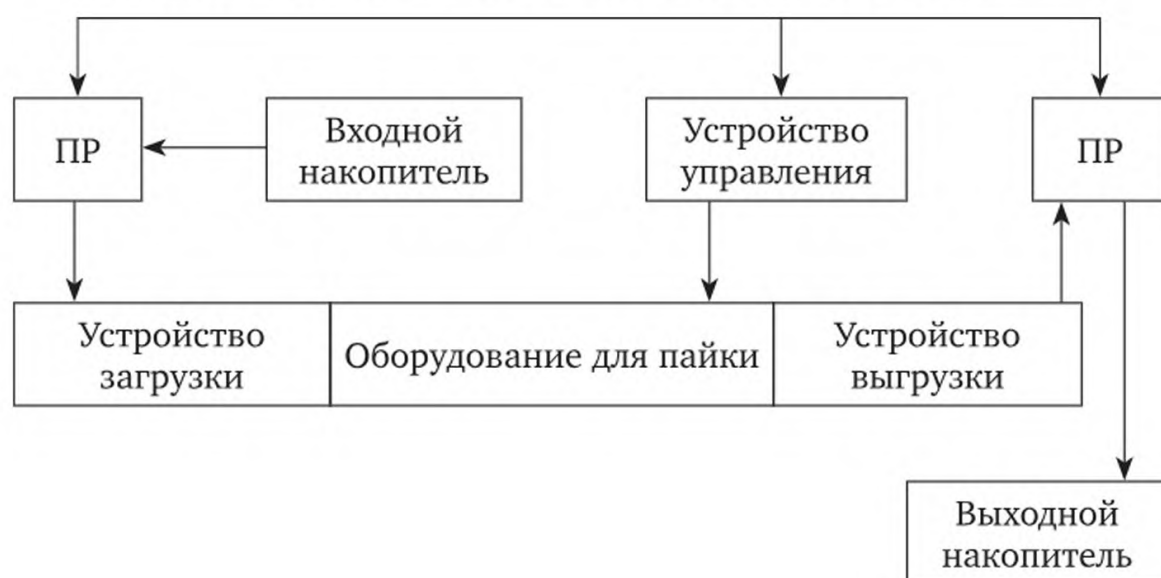 ПР
Входной
накопитель
Устройство
управления
ПР
Устройство
загрузки
Оборудование для пайки
Устройство
выгрузки
Выходной
накопитель